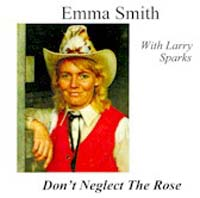 Emma Smith
With Larry
Sparks
Don't Neglect The Rose